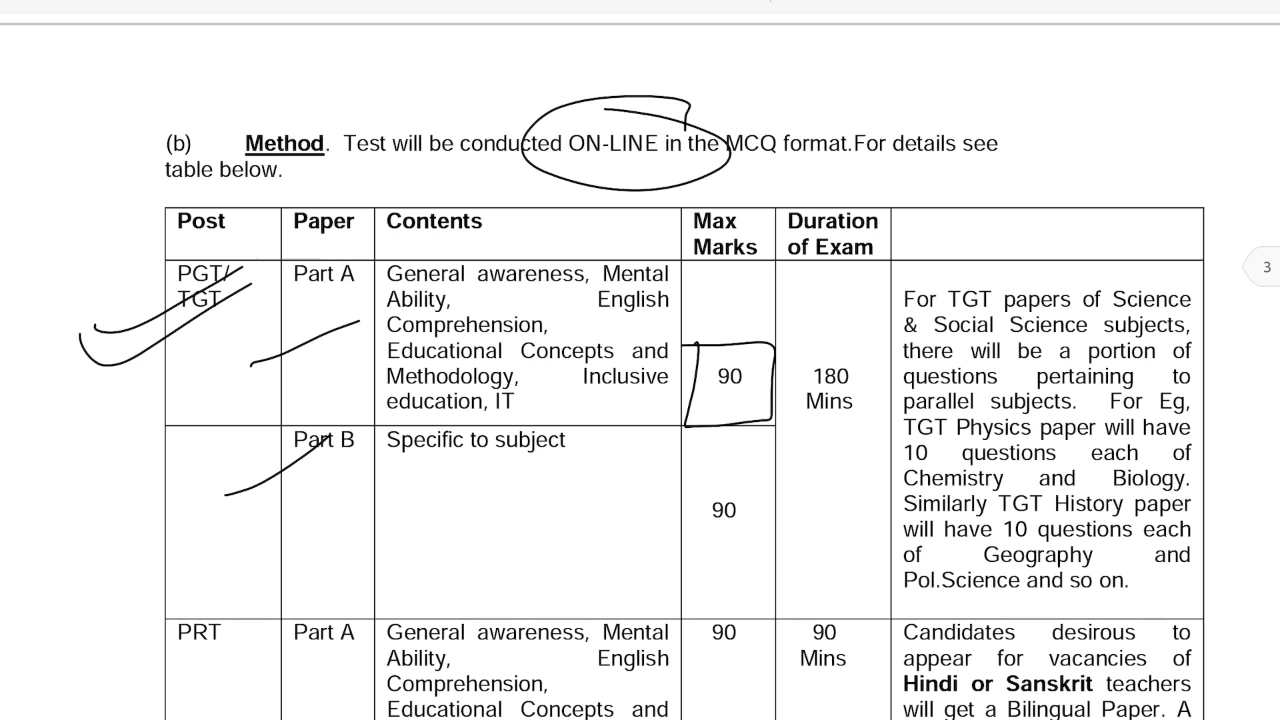 (b) Method. Test will be conducted ON-LINE in the MCQ format.For details see
table below.
Post Paper Contents Max Marks Duration of Exam
PGT/
TGT
Part A
General awareness, Mental
Ability, English
Comprehension,
Educational Concepts and
Methodology, Inclusive
education, IT
90
180
Mins
For TGT papers of Science
& Social Science subjects,
there will be a portion of
questions pertaining to
parallel subjects. For Eg,
TGT Physics paper will have
10 questions each of
Chemistry and Biology.
Similarly TGT History paper
will have 10 questions each
of Geography and
Pol.Science and so on.
Part B
Specific to subject
90
PRT
Part A
General awareness, Mental
Ability, English
Comprehension,
Educational Concepts and
90
90
Mins
Candidates desirous to
appear for vacancies of
Hindi or Sanskrit teachers
will get a Bilingual Paper. A
3